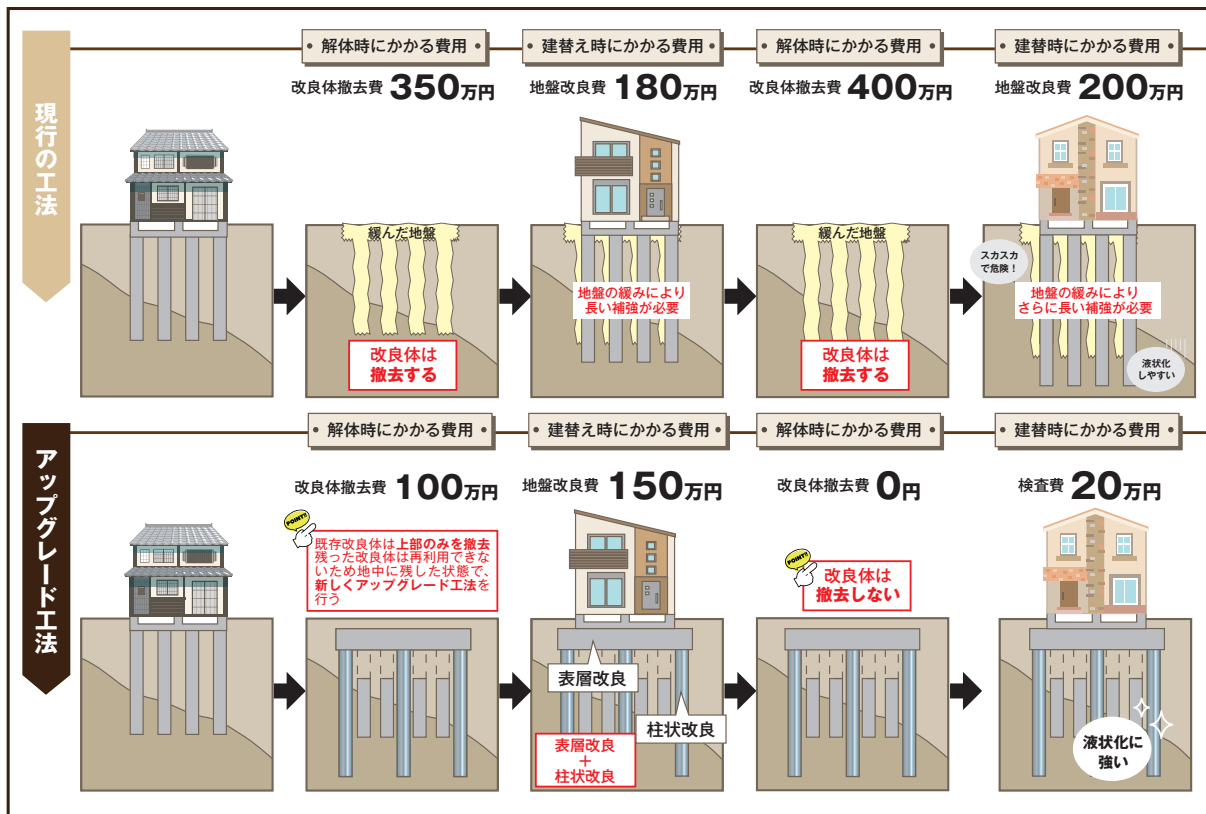 現行の工法
解体時にかかる費用
改良体撤去費 350万円
緩んだ地盤
改良体は
撤去する
建替え時にかかる費用
地盤改良費 180万円
地盤の緩みにより
長い補強が必要
解体時にかかる費用
改良体撤去費 400万円
緩んだ地盤
改良体は
撤去する
建替時にかかる費用
地盤改良費 200万円
スカスカ
で危険！
地盤の緩みにより
さらに長い補強が必要
液状化
しやすい
アップグレード工法
解体時にかかる費用
改良体撤去費 100万円
POINT!!
既存改良体は上部のみを撤去
残った改良体は再利用できな
いため地中に残した状態で、
新しくアップグレード工法を
行う
建替え時にかかる費用
地盤改良費 150万円
表層改良
柱状改良
表層改良
＋
柱状改良
解体時にかかる費用
改良体撤去費 0円
POINT!!
改良体は
撤去しない
建替時にかかる費用
検査費 20万円
液状化に
強い